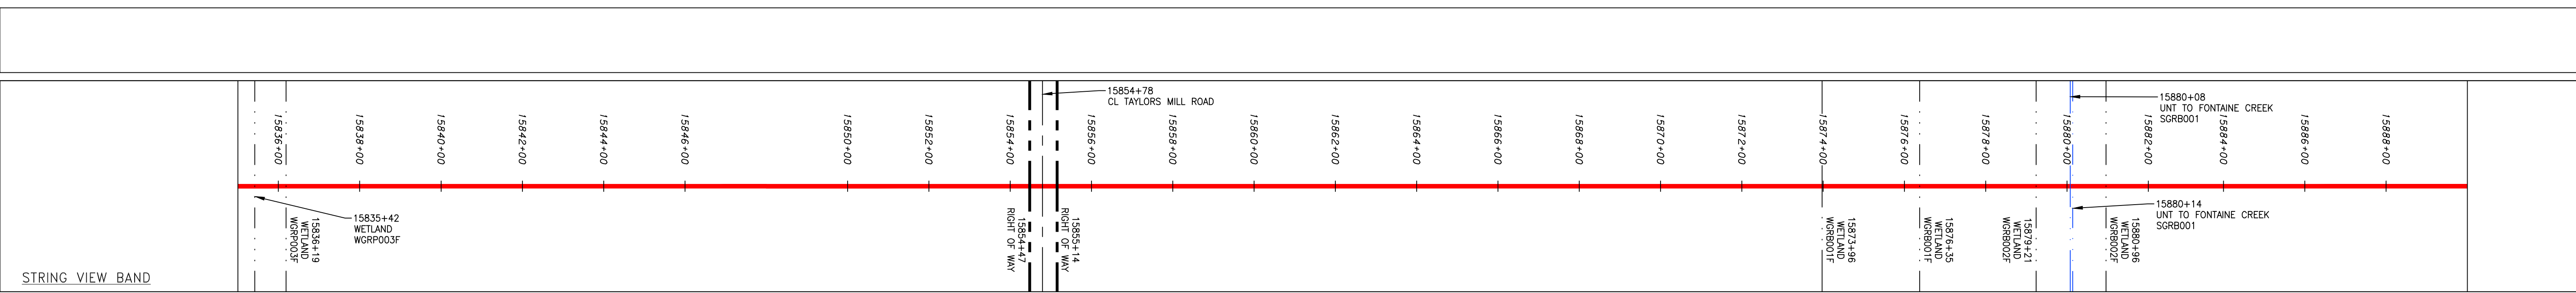 15854+78
CL TAYLORS MILL ROAD
15880+08
UNT TO FONTAINE CREEK
SGRB001
15836+00
15838+00
15840+00
15842+00
15844+00
15846+00
15850+00
15852+00
15854+00
15856+00
15858+00
15860+00
15862+00
15864+00
15866+00
15868+00
15870+00
15872+00
15874+00
15876+00
15878+00
15880+00
15882+00
15884+00
15886+00
15888+00
15836+19
WETLAND
WGRP003F
15835+42
WETLAND
WGRP003F
15854+47
RIGHT OF WAY
15855+14
RIGHT OF WAY
15873+96
WETLAND
WGRB001F
15876+35
WETLAND
WGRB001F
15879+21
WETLAND
WGRB002F
15880+96
WETLAND
WGRB002F
15880+14
UNT TO FONTAINE CREEK
SGRB001
STRING VIEW BAND